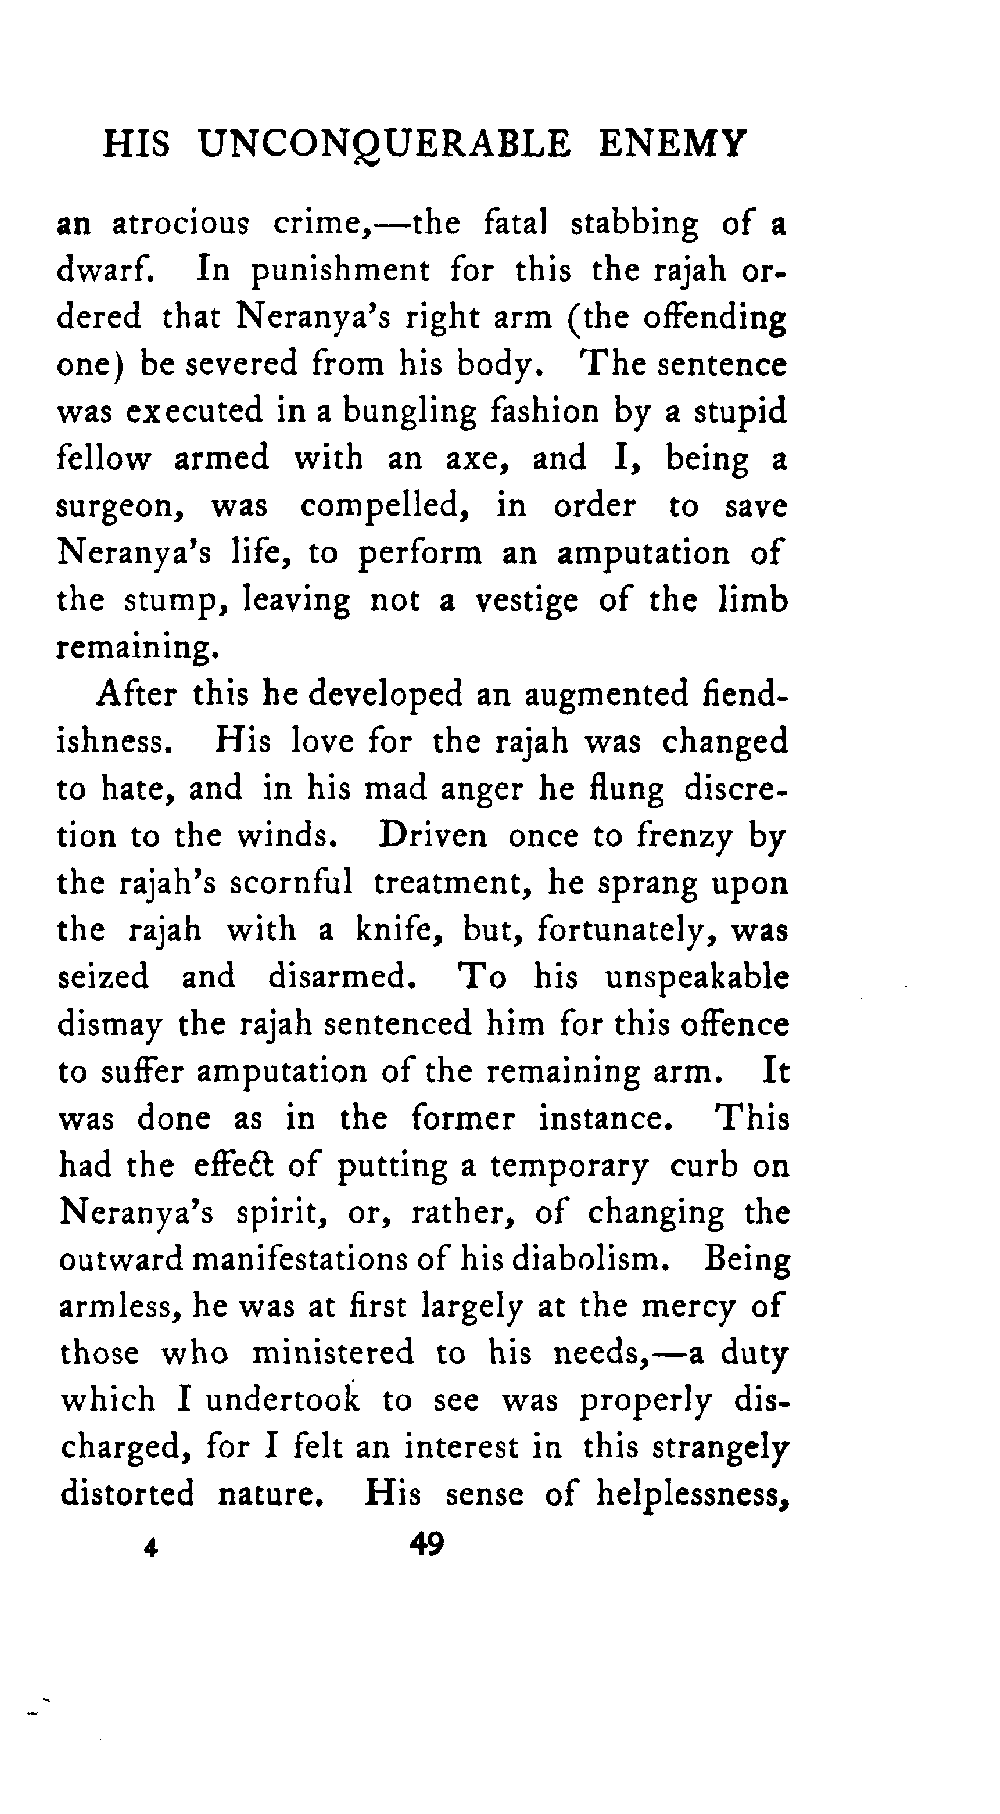 HIS UNCONQUERABLE ENEMY
an atrocious crime,—the fatal stabbing of a
dwarf. In punishment for this the rajah or-
dered that Neranya's right arm (the offending
one) be severed from his body. The sentence
was executed in a bungling fashion by a stupid
fellow armed with an axe, and I, being a
surgeon, was compelled, in order to save
Neranya's life, to perform an amputation of
the stump, leaving not a vestige of the limb
remaining.
After this he developed an augmented fiend-
ishness. His love for the rajah was changed
to hate, and in his mad anger he flung discre-
tion to the winds. Driven once to frenzy by
the rajah's scornful treatment, he sprang upon
the rajah with a knife, but, fortunately, was
seized and disarmed. To his unspeakable
dismay the rajah sentenced him for this offence
to suffer amputation of the remaining arm. It
was done as in the former instance. This
had the effect of putting a temporary curb on
Neranya's spirit, or, rather, of changing the
outward manifestations of his diabolism. Being
armless, he was at first largely at the mercy of
those who ministered to his needs,—a duty
which I undertook to see was properly dis-
charged, for I felt an interest in this strangely
distorted nature. His sense of helplessness,
4 49